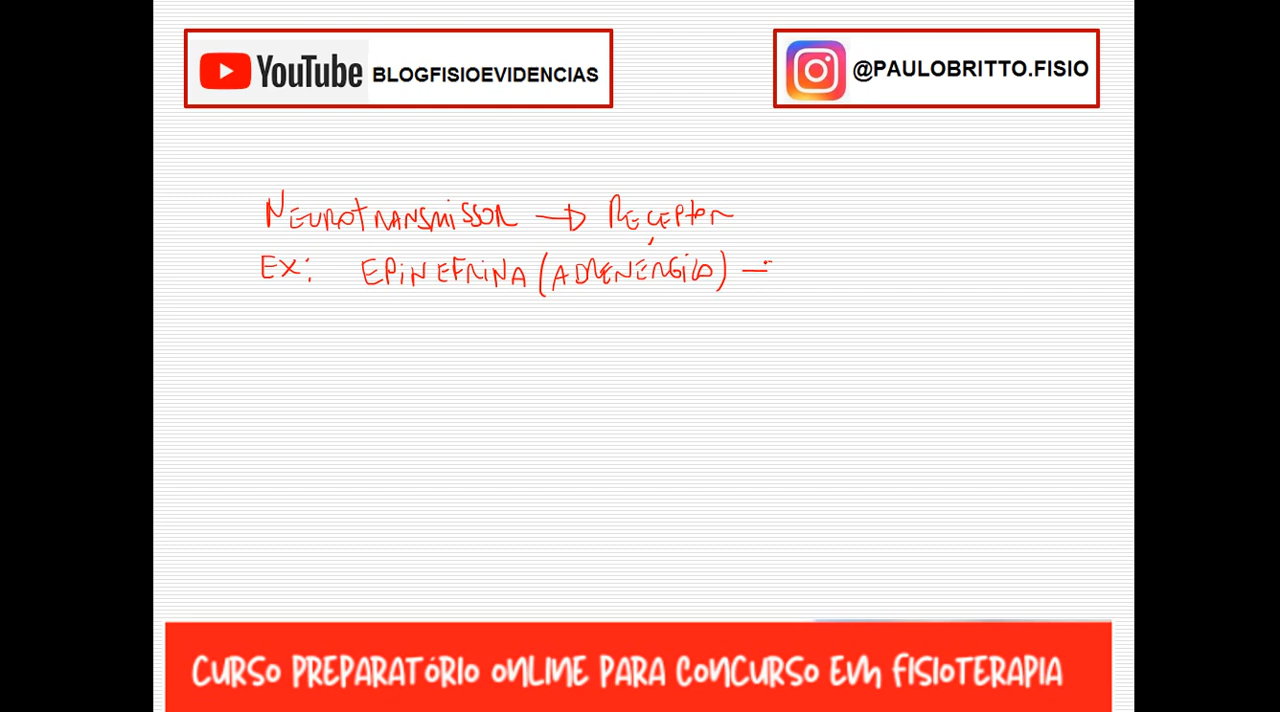 YouTube BLOGFISIOEVIDENCIAS
@PAULOBRITTO.FISIO
NEUROTRANSMISSOR → RECEPTOR
EX: EPINEFRINA (ADRENÉRGICO) —
CURSO PREPARATÓRIO ONLINE PARA CONCURSO EM FISIOTERAPIA